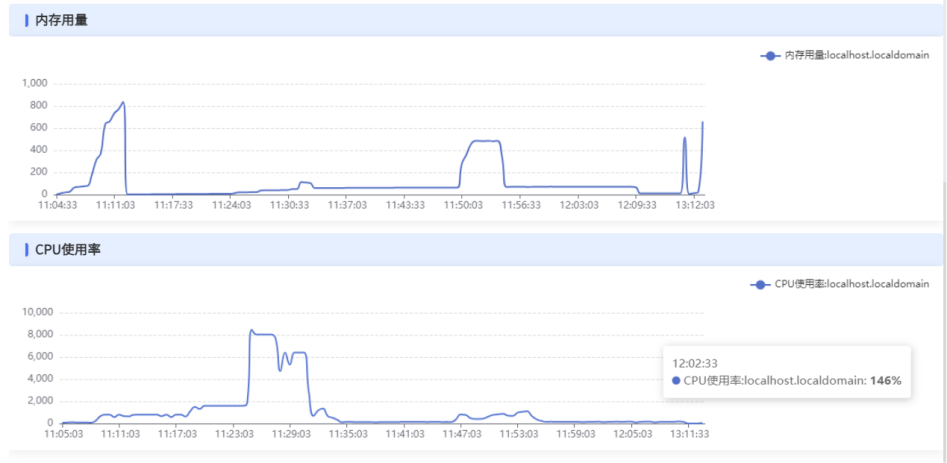 内存用量
内存用量:localhost.localdomain
1,000
800
600
400
200
0
11:04:33 11:11:03 11:17:33 11:24:03 11:30:33 11:37:03 11:43:33 11:50:03 11:56:33 12:03:03 12:09:33 13:12:03
CPU使用率
CPU使用率:localhost.localdomain
10,000
8,000
6,000
4,000
2,000
0
12:02:33
CPU使用率:localhost.localdomain: 146%
11:05:03 11:11:03 11:17:03 11:23:03 11:29:03 11:35:03 11:41:03 11:47:03 11:53:03 11:59:03 12:05:03 13:11:33